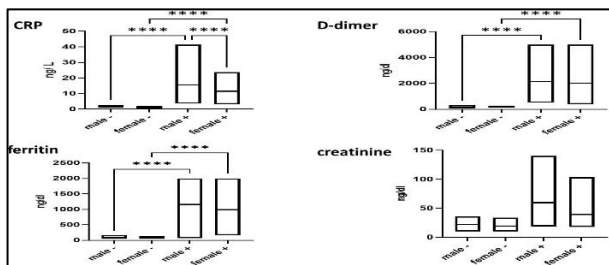 CRP
****
**** ****
ng/L
50
40
30
20
10
0
male -
female -
male +
female +
D-dimer
****
****
ng/dl
6000
4000
2000
0
male -
female -
male +
female +
ferritin
****
****
ng/dl
2500
2000
1500
1000
500
0
male -
female -
male +
female +
creatinine
ng/dl
150
100
50
0
male -
female -
male +
female +